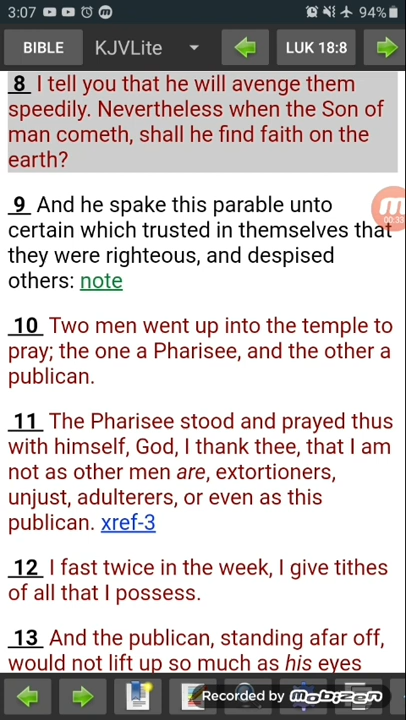 3:07 94%
BIBLE KJVLite LUK 18:8
8 I tell you that he will avenge them
speedily. Nevertheless when the Son of
man cometh, shall he find faith on the
earth?
9 And he spake this parable unto
certain which trusted in themselves that
they were righteous, and despised
others: note
00:33
10 Two men went up into the temple to
pray; the one a Pharisee, and the other a
publican.
11 The Pharisee stood and prayed thus
with himself, God, I thank thee, that I am
not as other men are, extortioners,
unjust, adulterers, or even as this
publican. xref-3
12 I fast twice in the week, I give tithes
of all that I possess.
13 And the publican, standing afar off,
would not lift up so much as his eyes
Recorded by mobizen